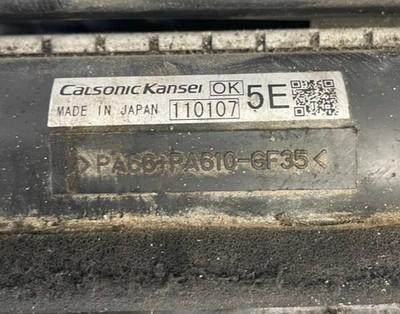 CalsonicKansei OK 5E
MADE IN JAPAN 110107
>PA66+PA610-GF35<